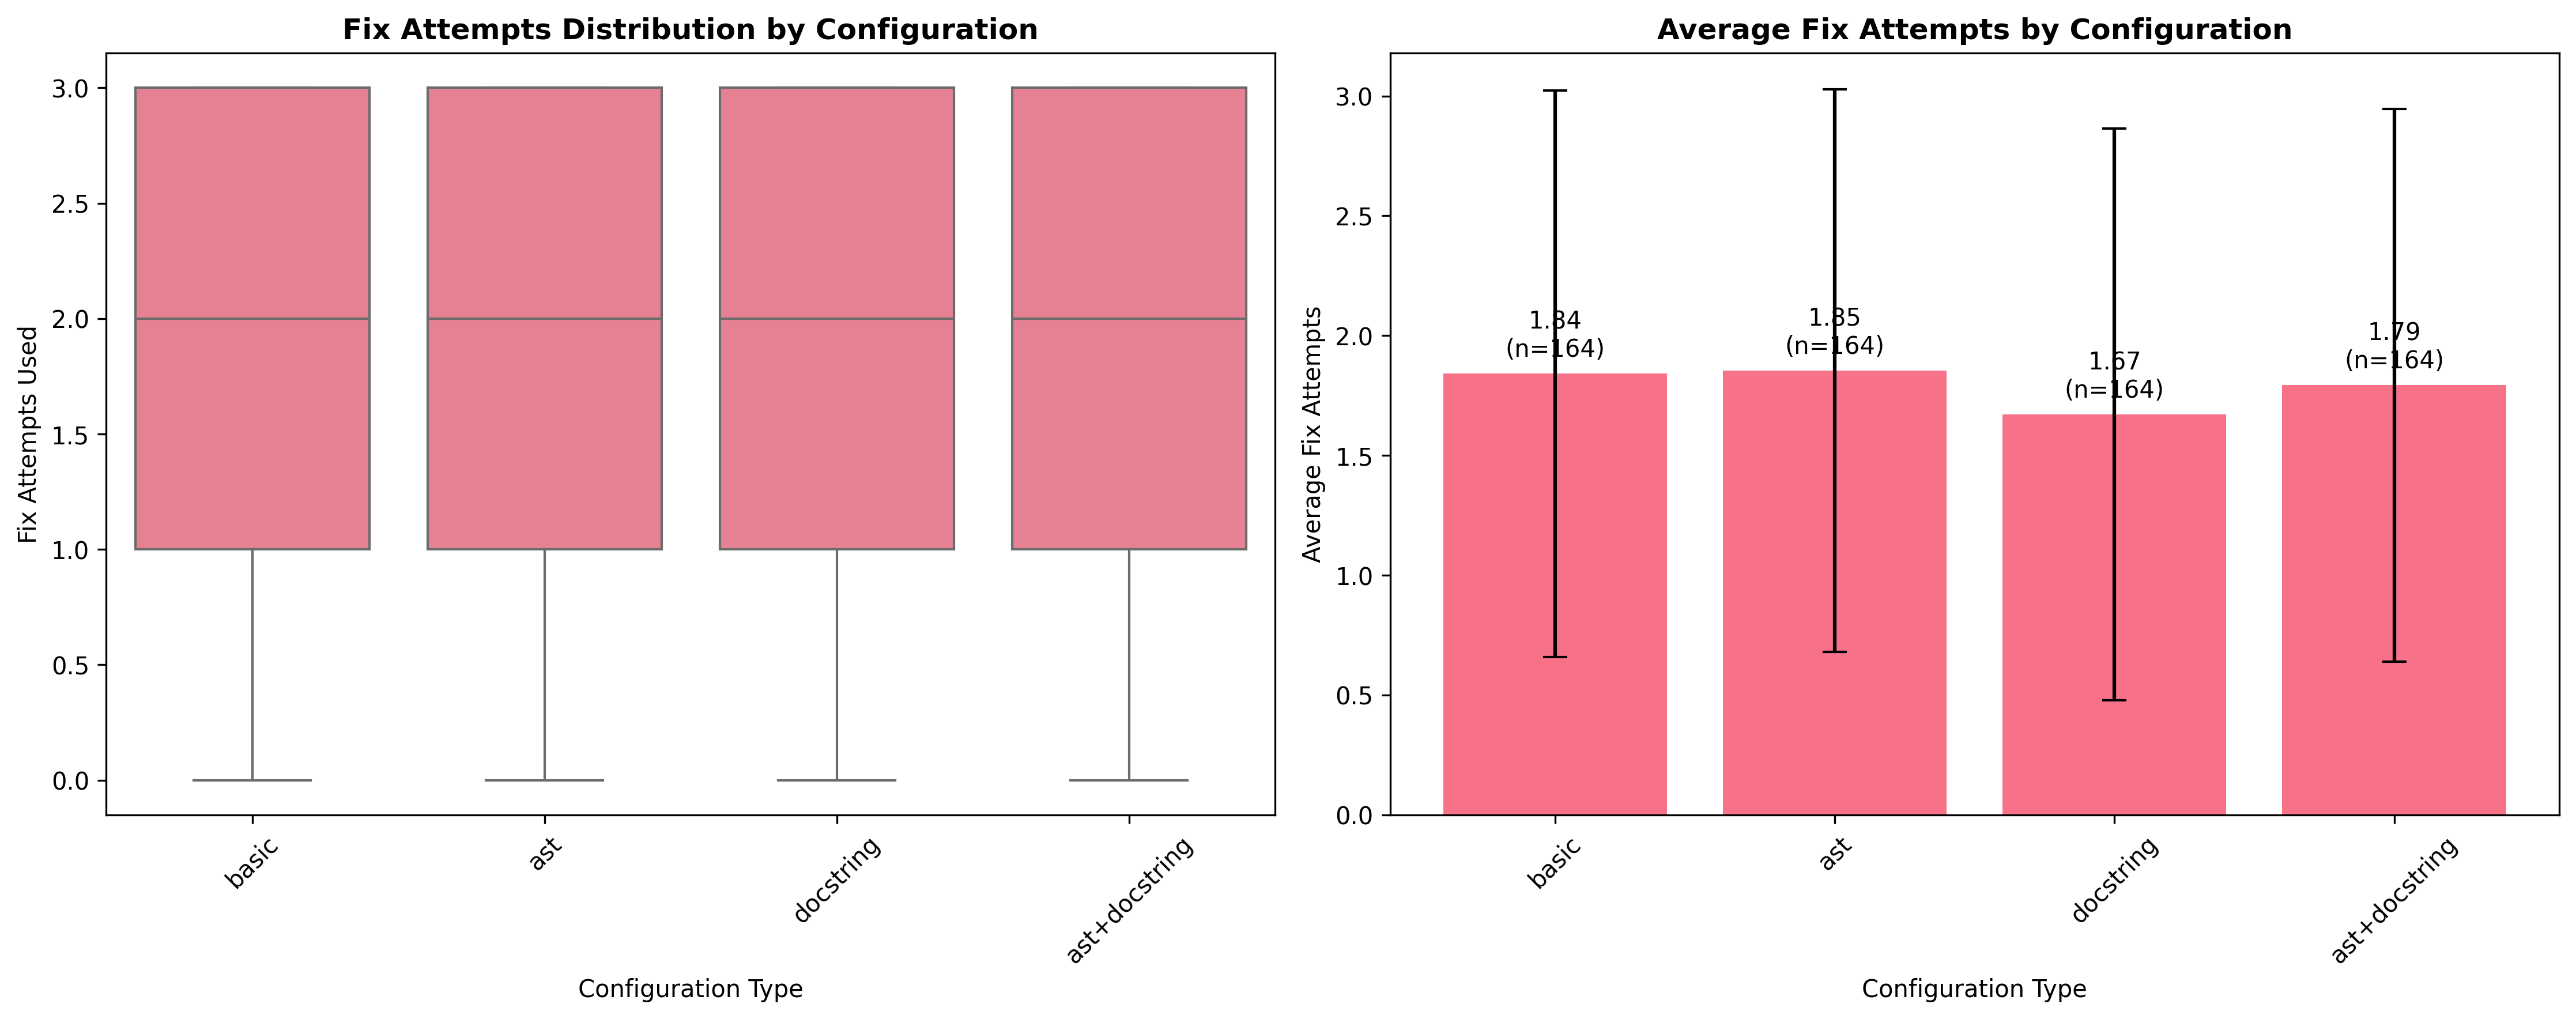 Fix Attempts Distribution by Configuration
Fix Attempts Used
3.0
2.5
2.0
1.5
1.0
0.5
0.0
basic
ast
docstring
ast+docstring
Configuration Type
Average Fix Attempts by Configuration
Average Fix Attempts
3.0
2.5
2.0
1.5
1.0
0.5
0.0
1.84
(n=164)
1.85
(n=164)
1.67
(n=164)
1.79
(n=164)
basic
ast
docstring
ast+docstring
Configuration Type